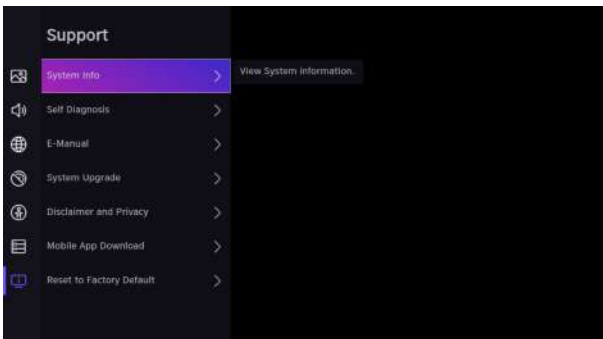 Support
System Info
View System information.
Self Diagnosis
E-Manual
System Upgrade
Disclaimer and Privacy
Mobile App Download
Reset to Factory Default